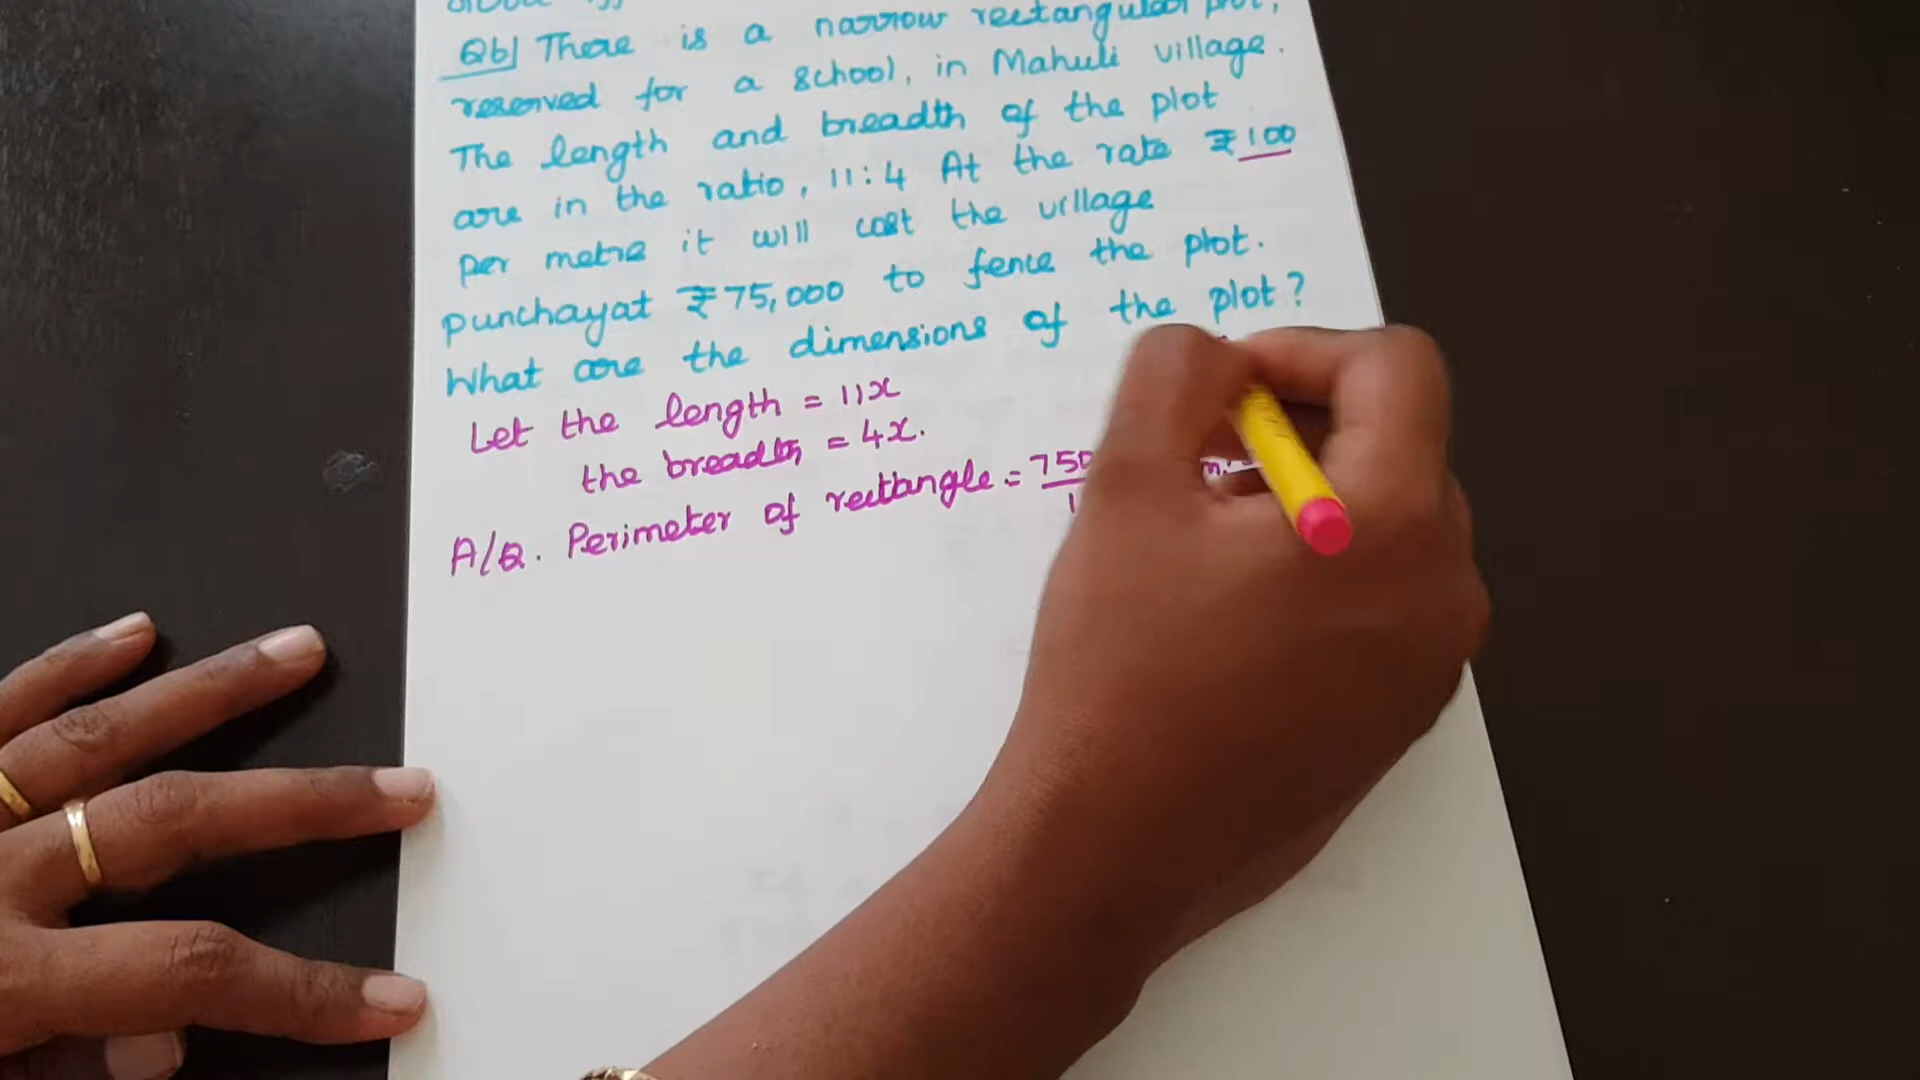 Q6) There is a narrow rectangular plot,
reserved for a school, in Mahuli village.
The length and breadth of the plot
are in the ratio, 11:4 At the rate ₹100
per metre it will cost the village
punchayat ₹75,000 to fence the plot.
What are the dimensions of the plot?
Let the length = 11x
the breadth = 4x.
A/Q. Perimeter of rectangle = 750